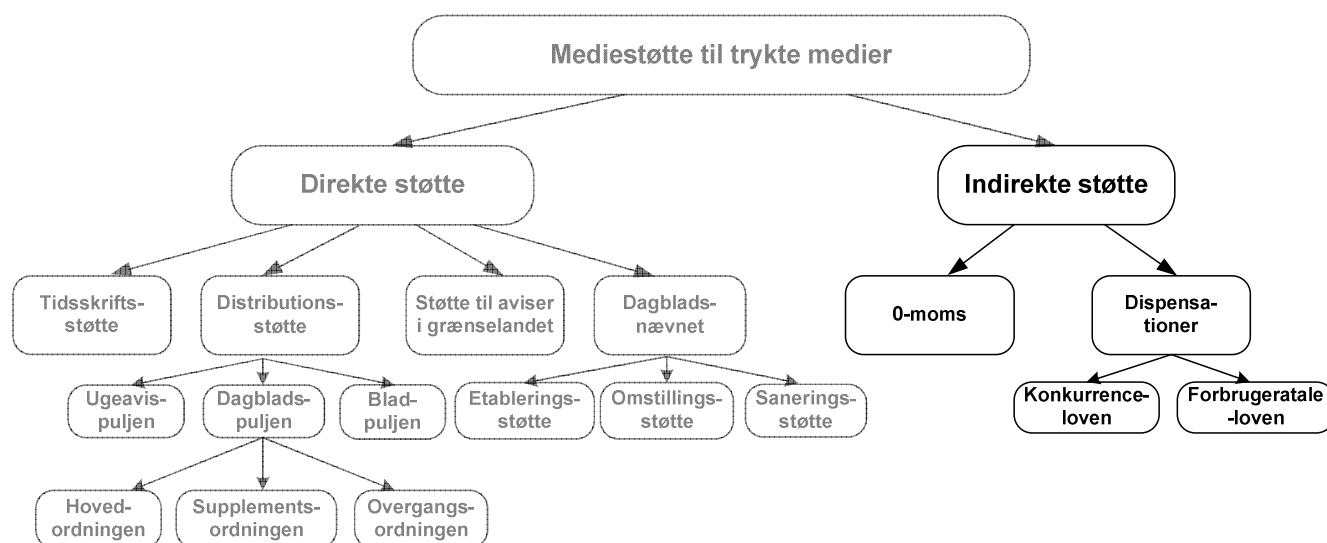 Mediestøtte til trykte medier
Direkte støtte
Indirekte støtte
Tidsskrifts-
støtte
Distributions-
støtte
Støtte til aviser
i grænselandet
Dagblads-
nævnet
0-moms
Dispensa-
tioner
Ugeavis-
puljen
Dagblads-
puljen
Blad-
puljen
Etablerings-
støtte
Omstillings-
støtte
Sanerings-
støtte
Konkurrence-
loven
Forbrugeratale
-loven
Hoved-
ordningen
Supplements-
ordningen
Overgangs-
ordningen